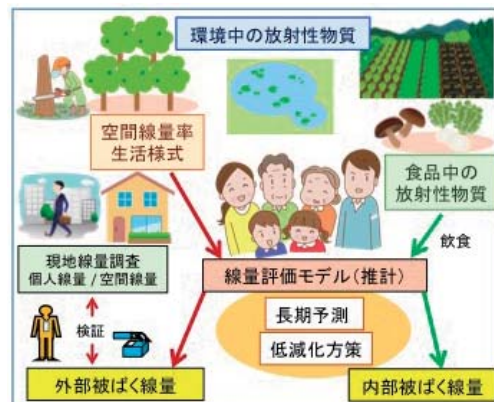 環境中の放射性物質
空間線量率
生活様式
食品中の
放射性物質
飲食
現地線量調査
個人線量/空間線量
線量評価モデル(推計)
検証
長期予測
低減化方策
外部被ばく線量
内部被ばく線量